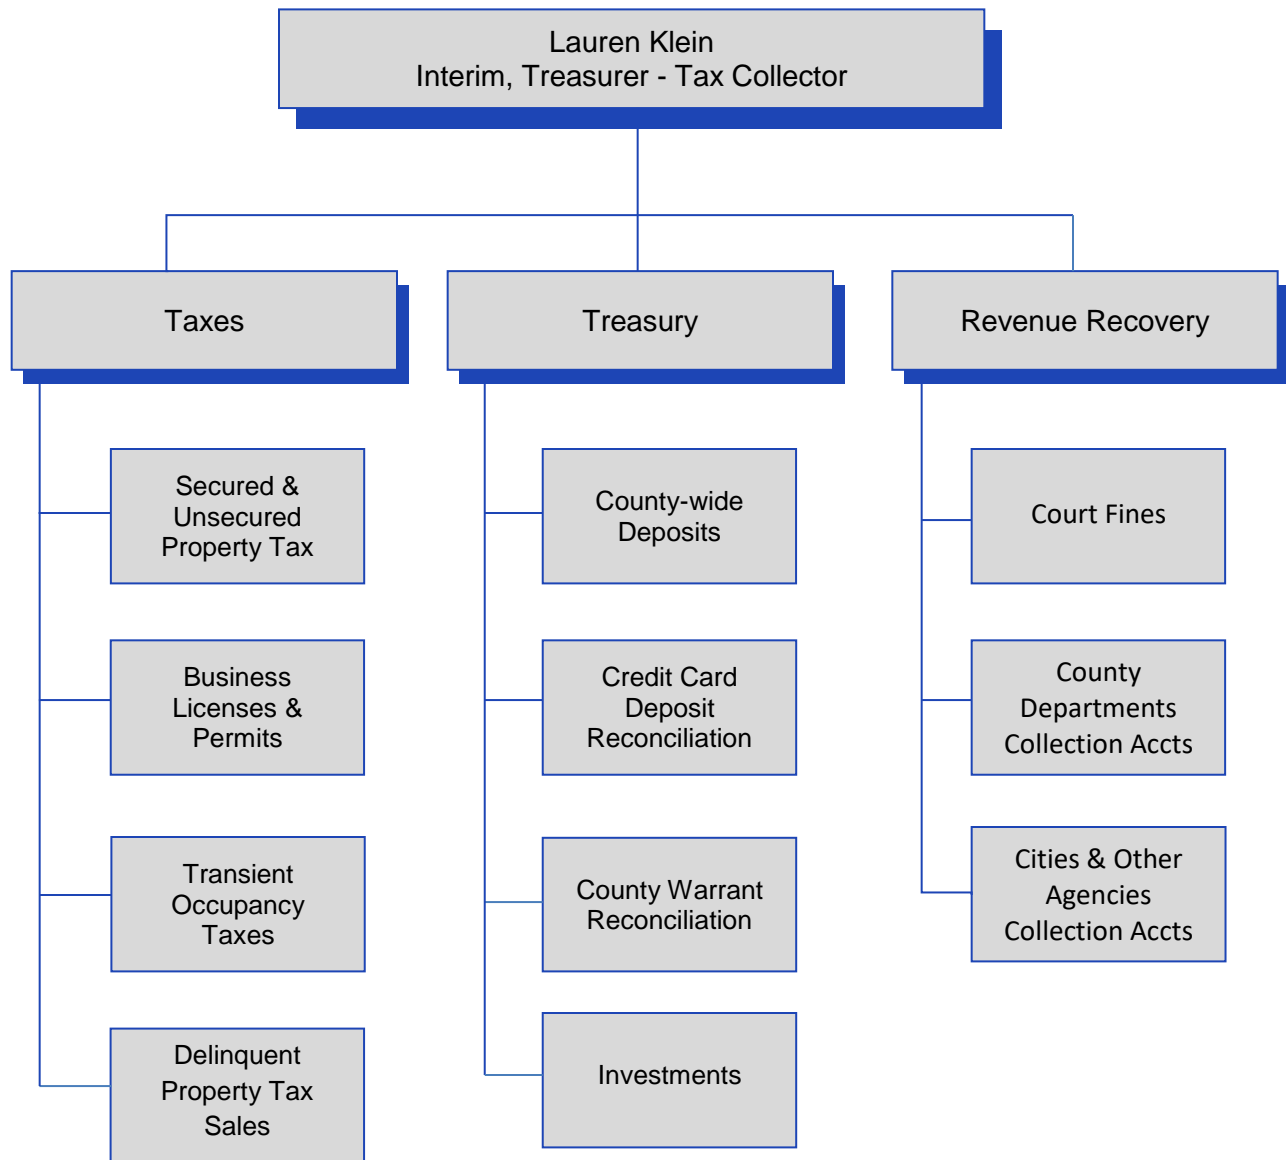 Lauren Klein
Interim, Treasurer - Tax Collector
Taxes
Treasury
Revenue Recovery
Secured &
Unsecured
Property Tax
Business
Licenses &
Permits
Transient
Occupancy
Taxes
Delinquent
Property Tax
Sales
County-wide
Deposits
Credit Card
Deposit
Reconciliation
County Warrant
Reconciliation
Investments
Court Fines
County
Departments
Collection Accts
Cities & Other
Agencies
Collection Accts